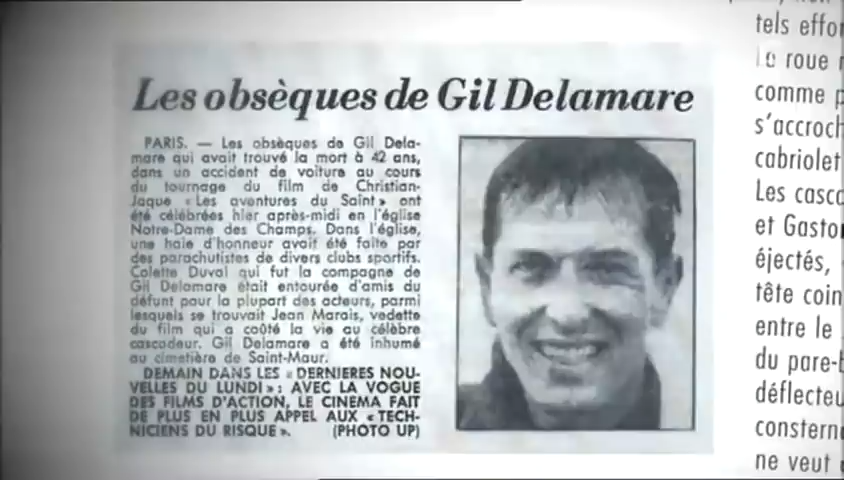 Les obsèques de Gil Delamare
PARIS. — Les obsèques de Gil Dela-
mare qui avait trouvé la mort à 42 ans,
dans un accident de voiture au cours
du tournage du film de Christian-
Jaque « Les aventures du Saint » ont
été célébrées hier après-midi en l'église
Notre-Dame des Champs. Dans l'église,
une haie d'honneur avait été faite par
des parachutistes de divers clubs sportifs.
Colette Duval qui fut la compagne de
Gil Delamare était entourée d'amis du
défunt pour la plupart des acteurs, parmi
lesquels se trouvait Jean Marais, vedette
du film qui a coûté la vie au célèbre
cascadeur. Gil Delamare a été inhumé
au cimetière de Saint-Maur.
DEMAIN DANS LES « DERNIERES NOU-
VELLES DU LUNDI » : AVEC LA VOGUE
DES FILMS D'ACTION, LE CINEMA FAIT
DE PLUS EN PLUS APPEL AUX « TECH-
NICIENS DU RISQUE ». (PHOTO UP)
tels effor
roue
comme p
s'accroch
cabriolet
Les casca
et Gaston
éjectés,
tête coin
entre le
du pare-b
déflecteu
consterne
ne veut